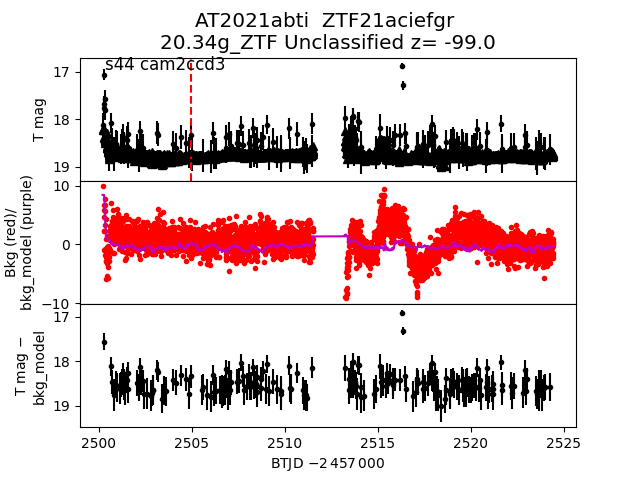 AT2021abti  ZTF21aciefgr
20.34g_ZTF Unclassified z= -99.0
s44 cam2ccd3
T mag
17
18
19
Bkg (red)/
bkg_model (purple)
10
0
−10
T mag −
bkg_model
17
18
19
2500
2505
2510
2515
2520
2525
BTJD −2 457 000